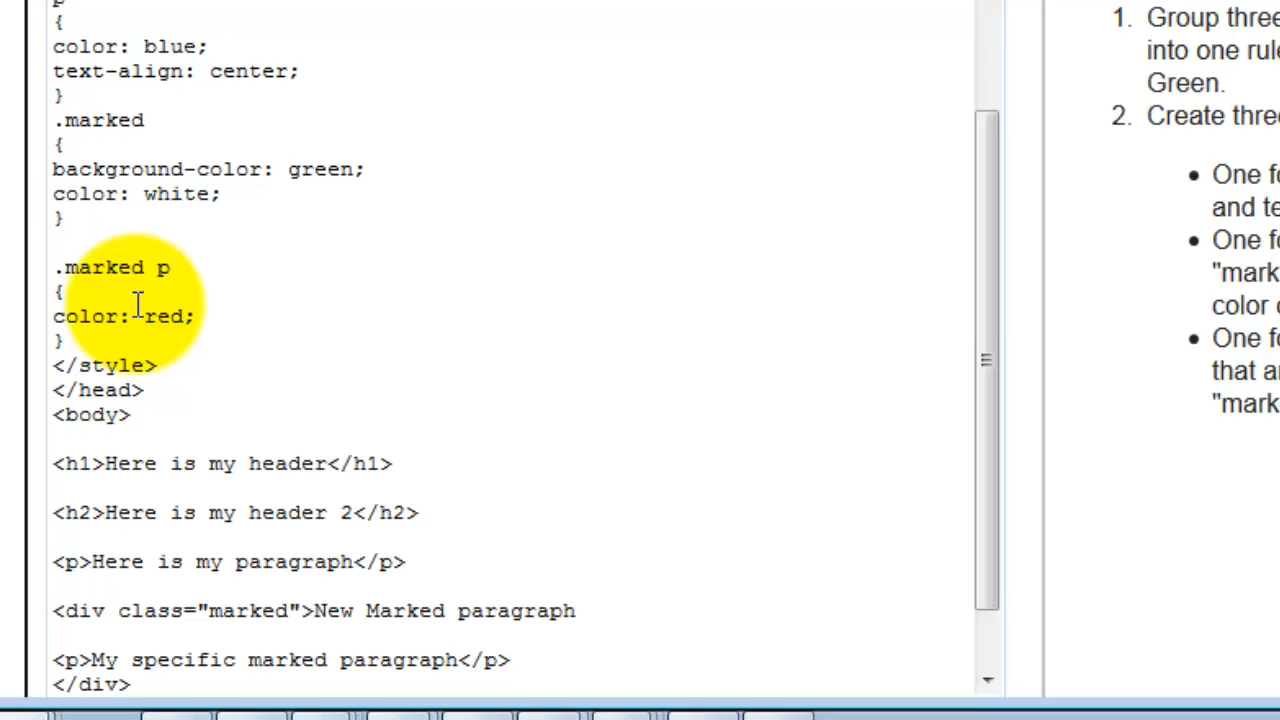 {
color: blue;
text-align: center;
}
.marked
{
background-color: green;
color: white;
}
.marked p
{
color: red;
}
</style>
</head>
<body>
<h1>Here is my header</h1>
<h2>Here is my header 2</h2>
<p>Here is my paragraph</p>
<div class="marked">New Marked paragraph
<p>My specific marked paragraph</p>
</div>
1. Group three
into one rul
Green.
2. Create thre
• One fo
and te
• One fo
"mark
color o
• One fo
that a
"mark